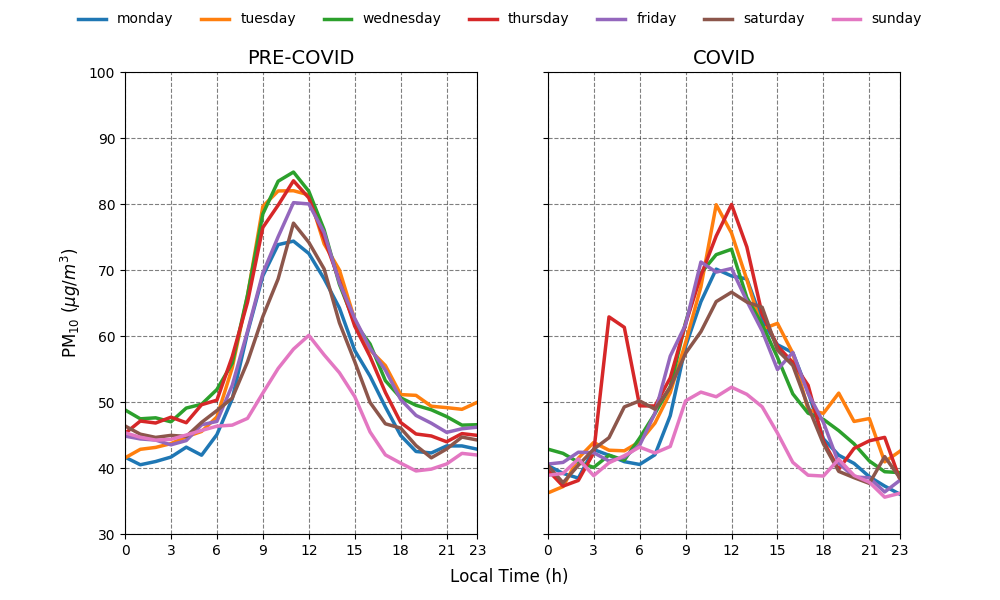 monday tuesday wednesday thursday friday saturday sunday
PRE-COVID COVID
100
90
80
70
60
50
40
30
PM₁₀ (μg/m³)
0 3 6 9 12 15 18 21 23 0 3 6 9 12 15 18 21 23
Local Time (h)